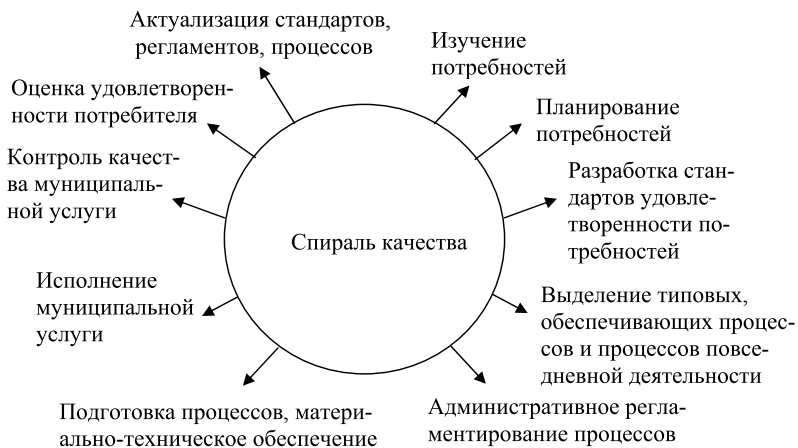 Актуализация стандартов,
регламентов, процессов
Изучение
потребностей
Планирование
потребностей
Разработка стан-
дартов удовле-
творенности по-
требностей
Выделение типовых,
обеспечивающих процес-
сов и процессов повсе-
дневной деятельности
Административное регла-
ментирование процессов
Подготовка процессов, матери-
ально-техническое обеспечение
Исполнение
муниципальной
услуги
Контроль качест-
ва муниципаль-
ной услуги
Оценка удовлетворен-
ности потребителя
Спираль качества